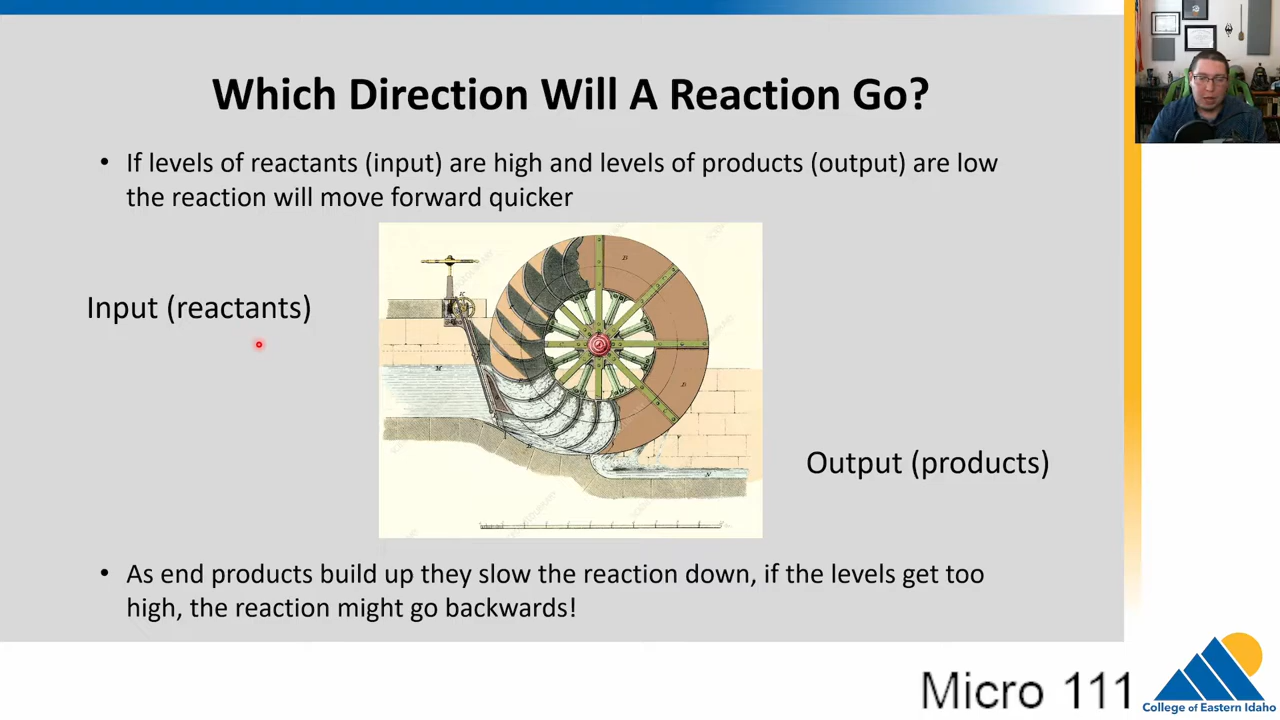 Which Direction Will A Reaction Go?
• If levels of reactants (input) are high and levels of products (output) are low
the reaction will move forward quicker
Input (reactants)
Output (products)
• As end products build up they slow the reaction down, if the levels get too
high, the reaction might go backwards!
Micro 111
College of Eastern Idaho